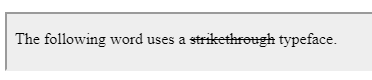 The following word uses a strikethrough typeface.